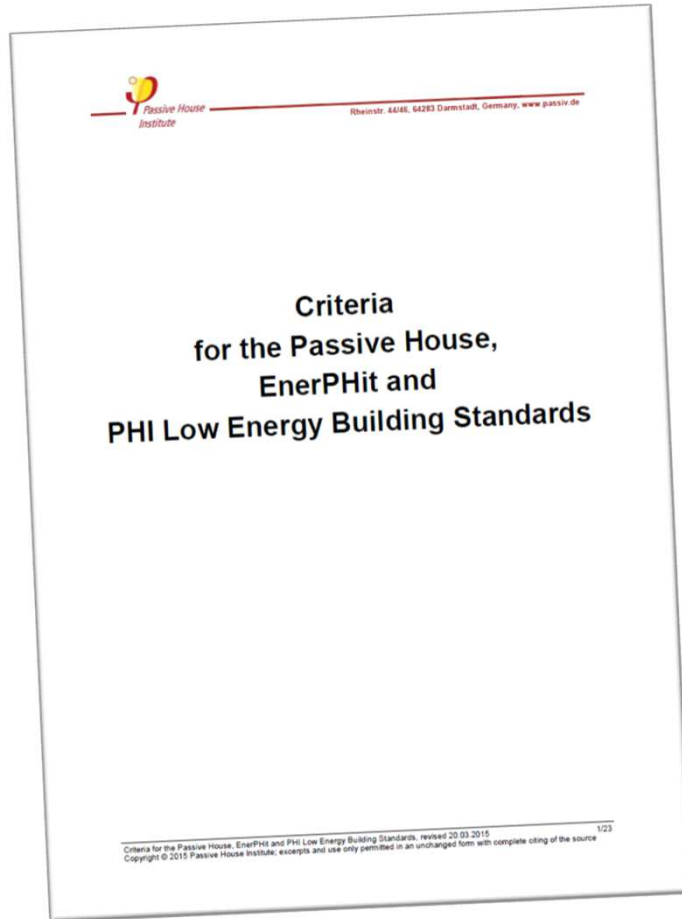 Passive House
Institute
Rheinstr. 44/46, 64283 Darmstadt, Germany, www.passiv.de
Criteria
for the Passive House,
EnerPHit and
PHI Low Energy Building Standards
Criteria for the Passive House, EnerPHit and PHI Low Energy Building Standards, revised 20.03.2015
1/23
Copyright © 2015 Passive House Institute; excerpts and use only permitted in an unchanged form with complete citing of the source